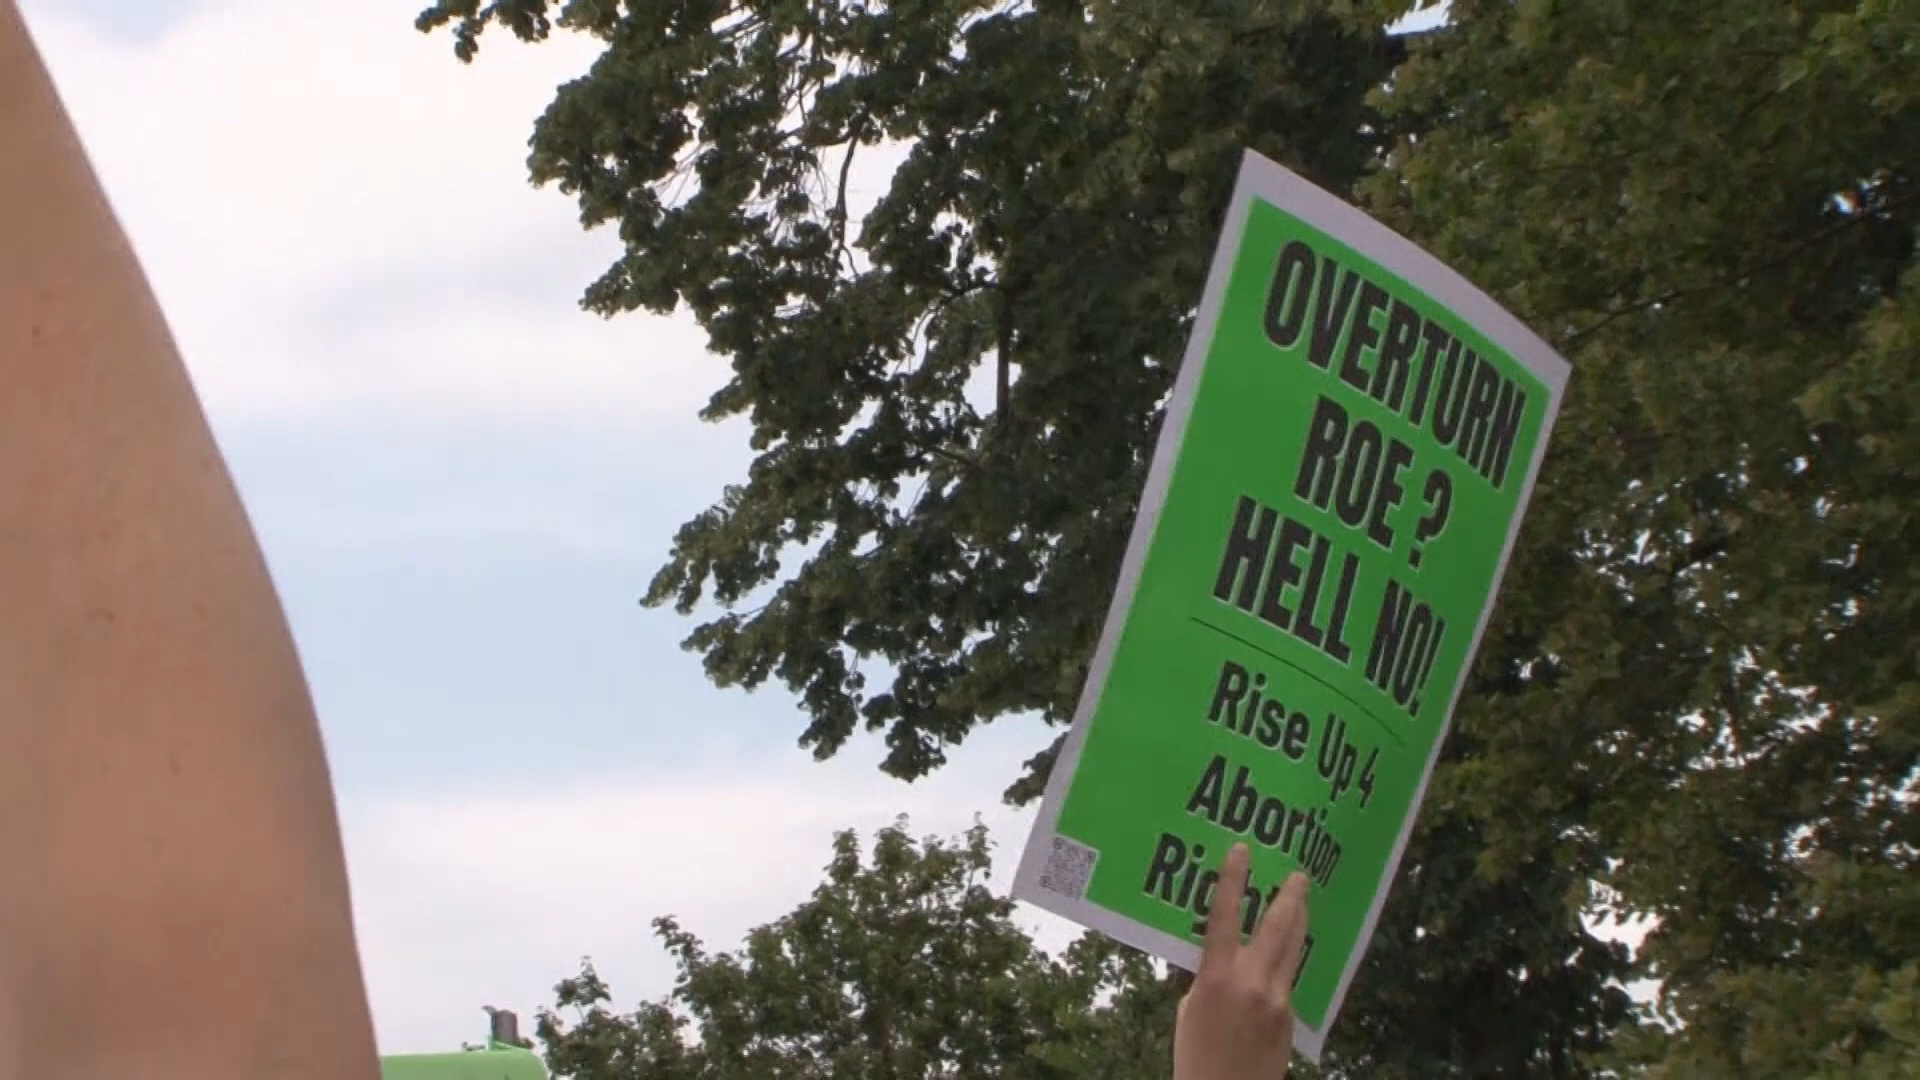 OVERTURN
ROE ?
HELL NO!
Rise Up 4
Abortion